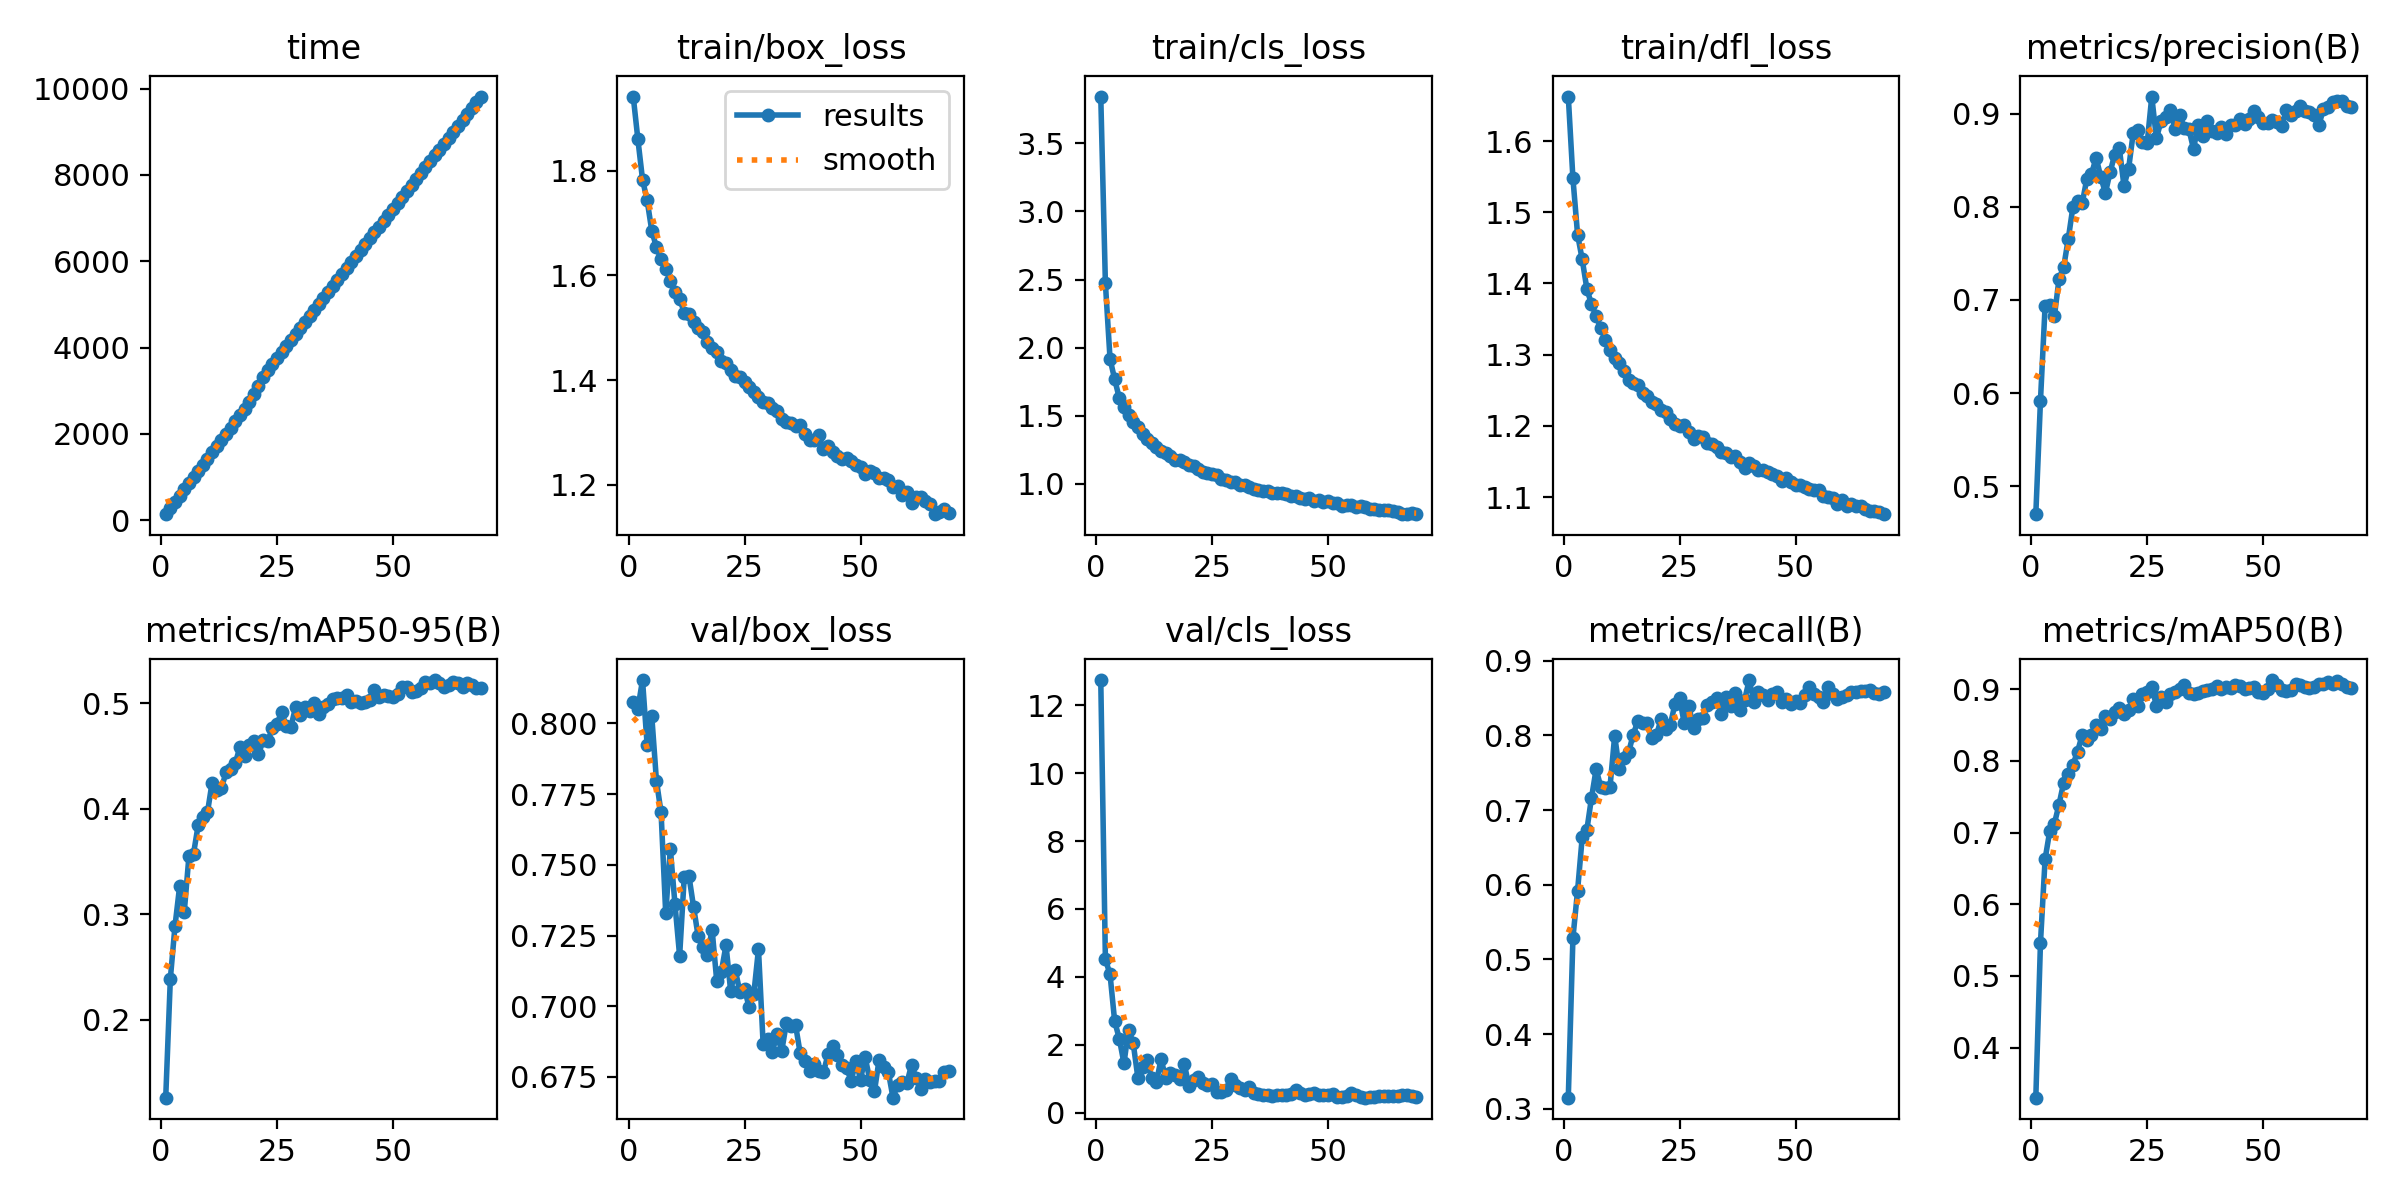 time
10000
8000
6000
4000
2000
0
0 25 50
train/box_loss
results
smooth
1.8
1.6
1.4
1.2
0 25 50
train/cls_loss
3.5
3.0
2.5
2.0
1.5
1.0
0 25 50
train/dfl_loss
1.6
1.5
1.4
1.3
1.2
1.1
0 25 50
metrics/precision(B)
0.9
0.8
0.7
0.6
0.5
0 25 50
metrics/mAP50-95(B)
0.5
0.4
0.3
0.2
0 25 50
val/box_loss
0.800
0.775
0.750
0.725
0.700
0.675
0 25 50
val/cls_loss
12
10
8
6
4
2
0
0 25 50
metrics/recall(B)
0.9
0.8
0.7
0.6
0.5
0.4
0.3
0 25 50
metrics/mAP50(B)
0.9
0.8
0.7
0.6
0.5
0.4
0 25 50